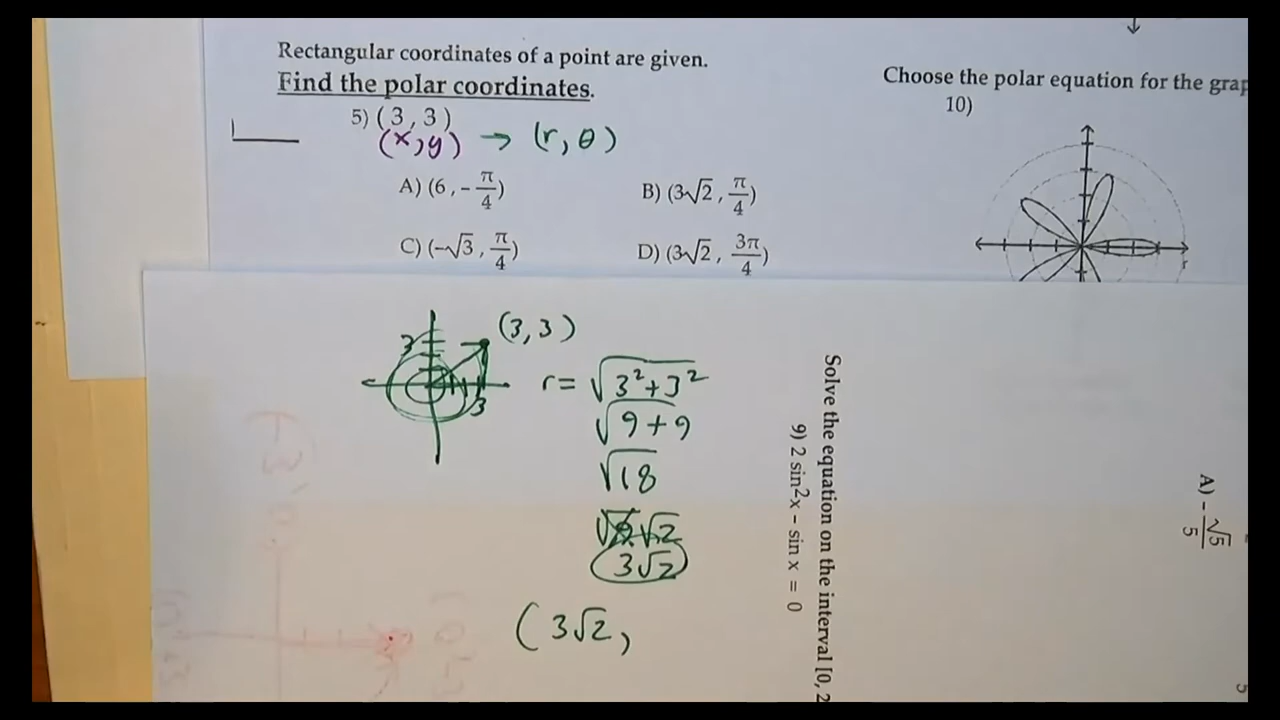 Rectangular coordinates of a point are given.
Find the polar coordinates.
5) (3, 3)
(x,y) → (r, θ)
A) (6, -π/4)
B) (3√2, π/4)
C) (-√3, π/4)
D) (3√2, 3π/4)
Choose the polar equation for the
10)
r
(3, 3)
3
3
r = √3²+3²
√9+9
√18
√2
3√2
(3√2,
Solve the equation on the interval [0, 2
9) 2 sin²x - sin x = 0
A) -√5/5
5